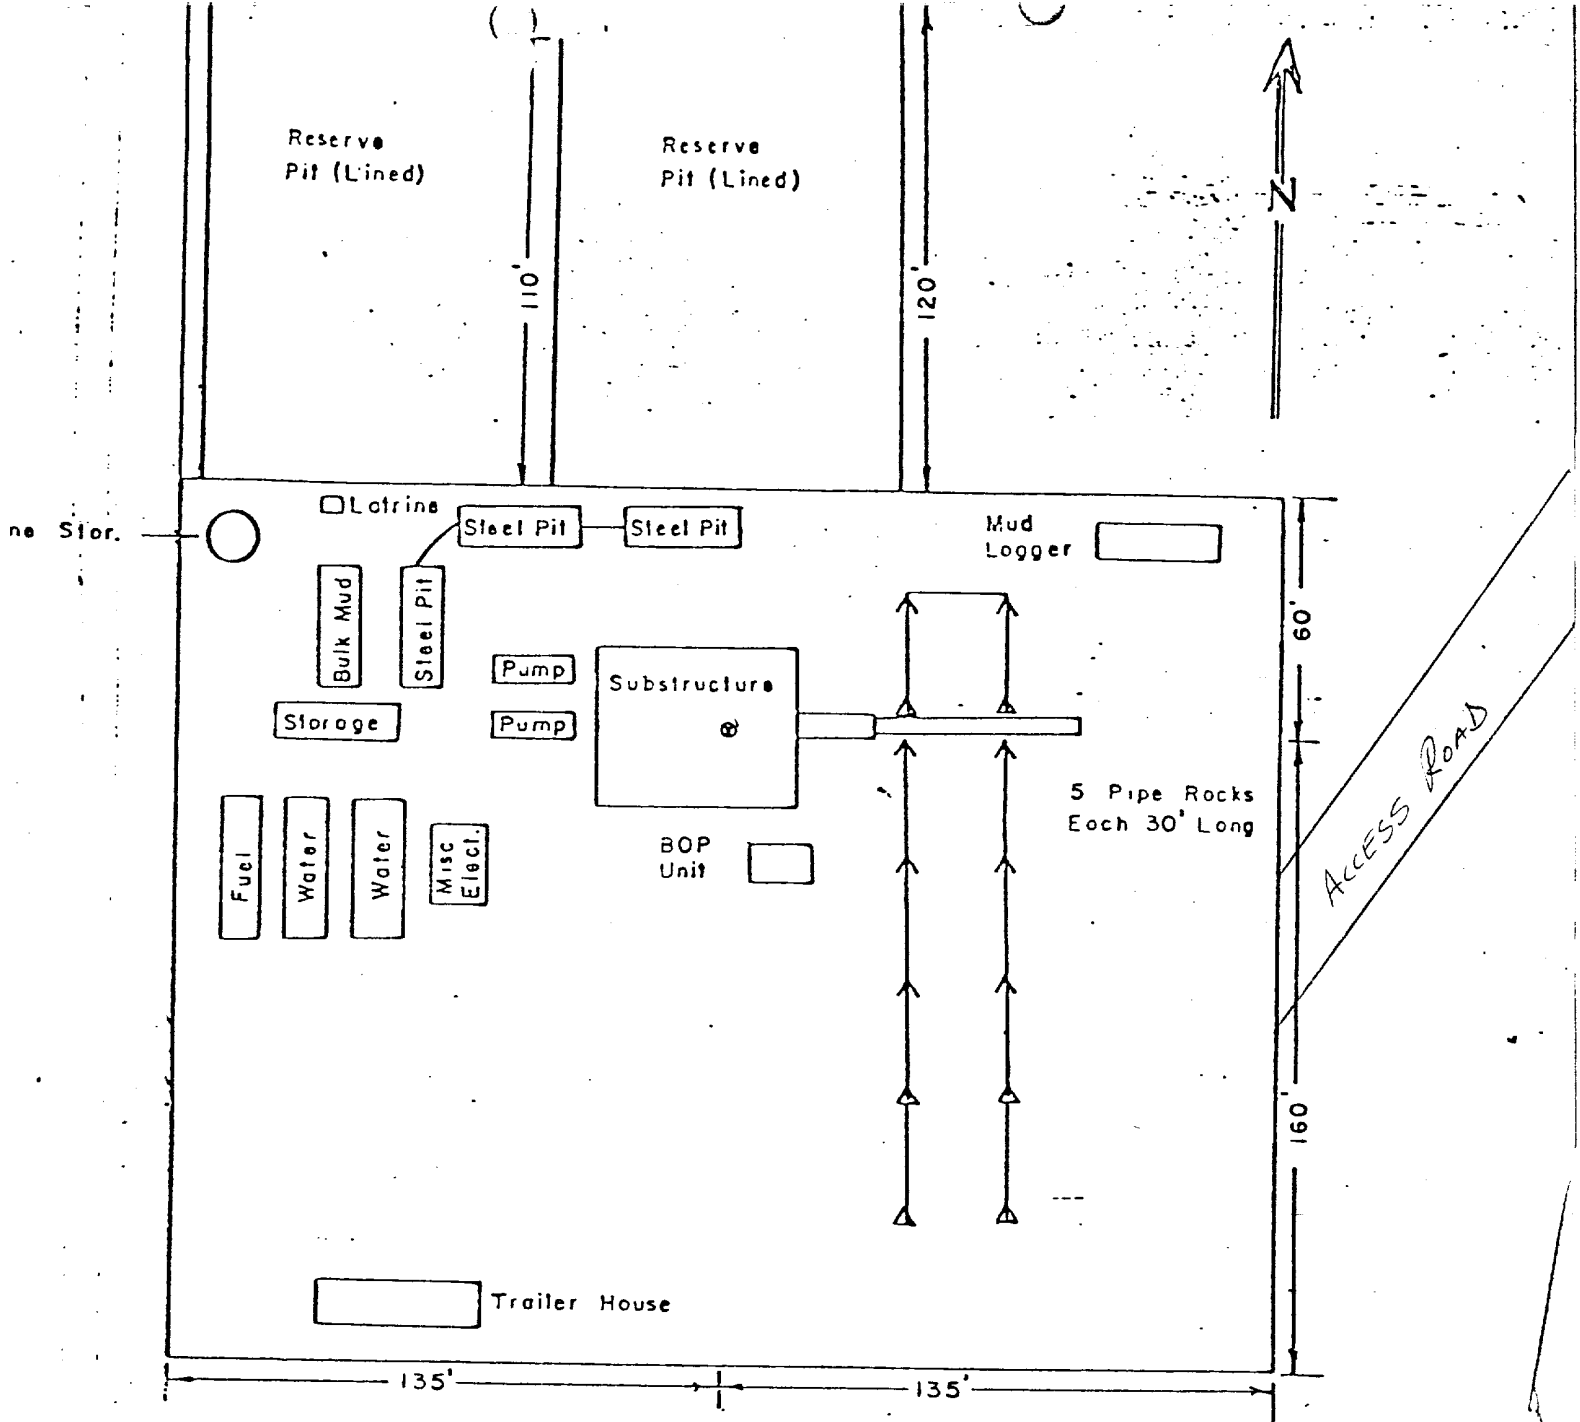 Reserve
Pit (Lined)
Reserve
Pit (Lined)
110'
120'
N
Latrine
Steel Pit
Steel Pit
Mud
Logger
ne Stor.
Bulk Mud
Steel Pit
60'
Pump
Substructure
Storage
Pump
ACCESS ROAD
5 Pipe Racks
Each 30' Long
BOP
Unit
Fuel
Water
Water
Misc
Elect.
160'
Trailer House
135'
135'